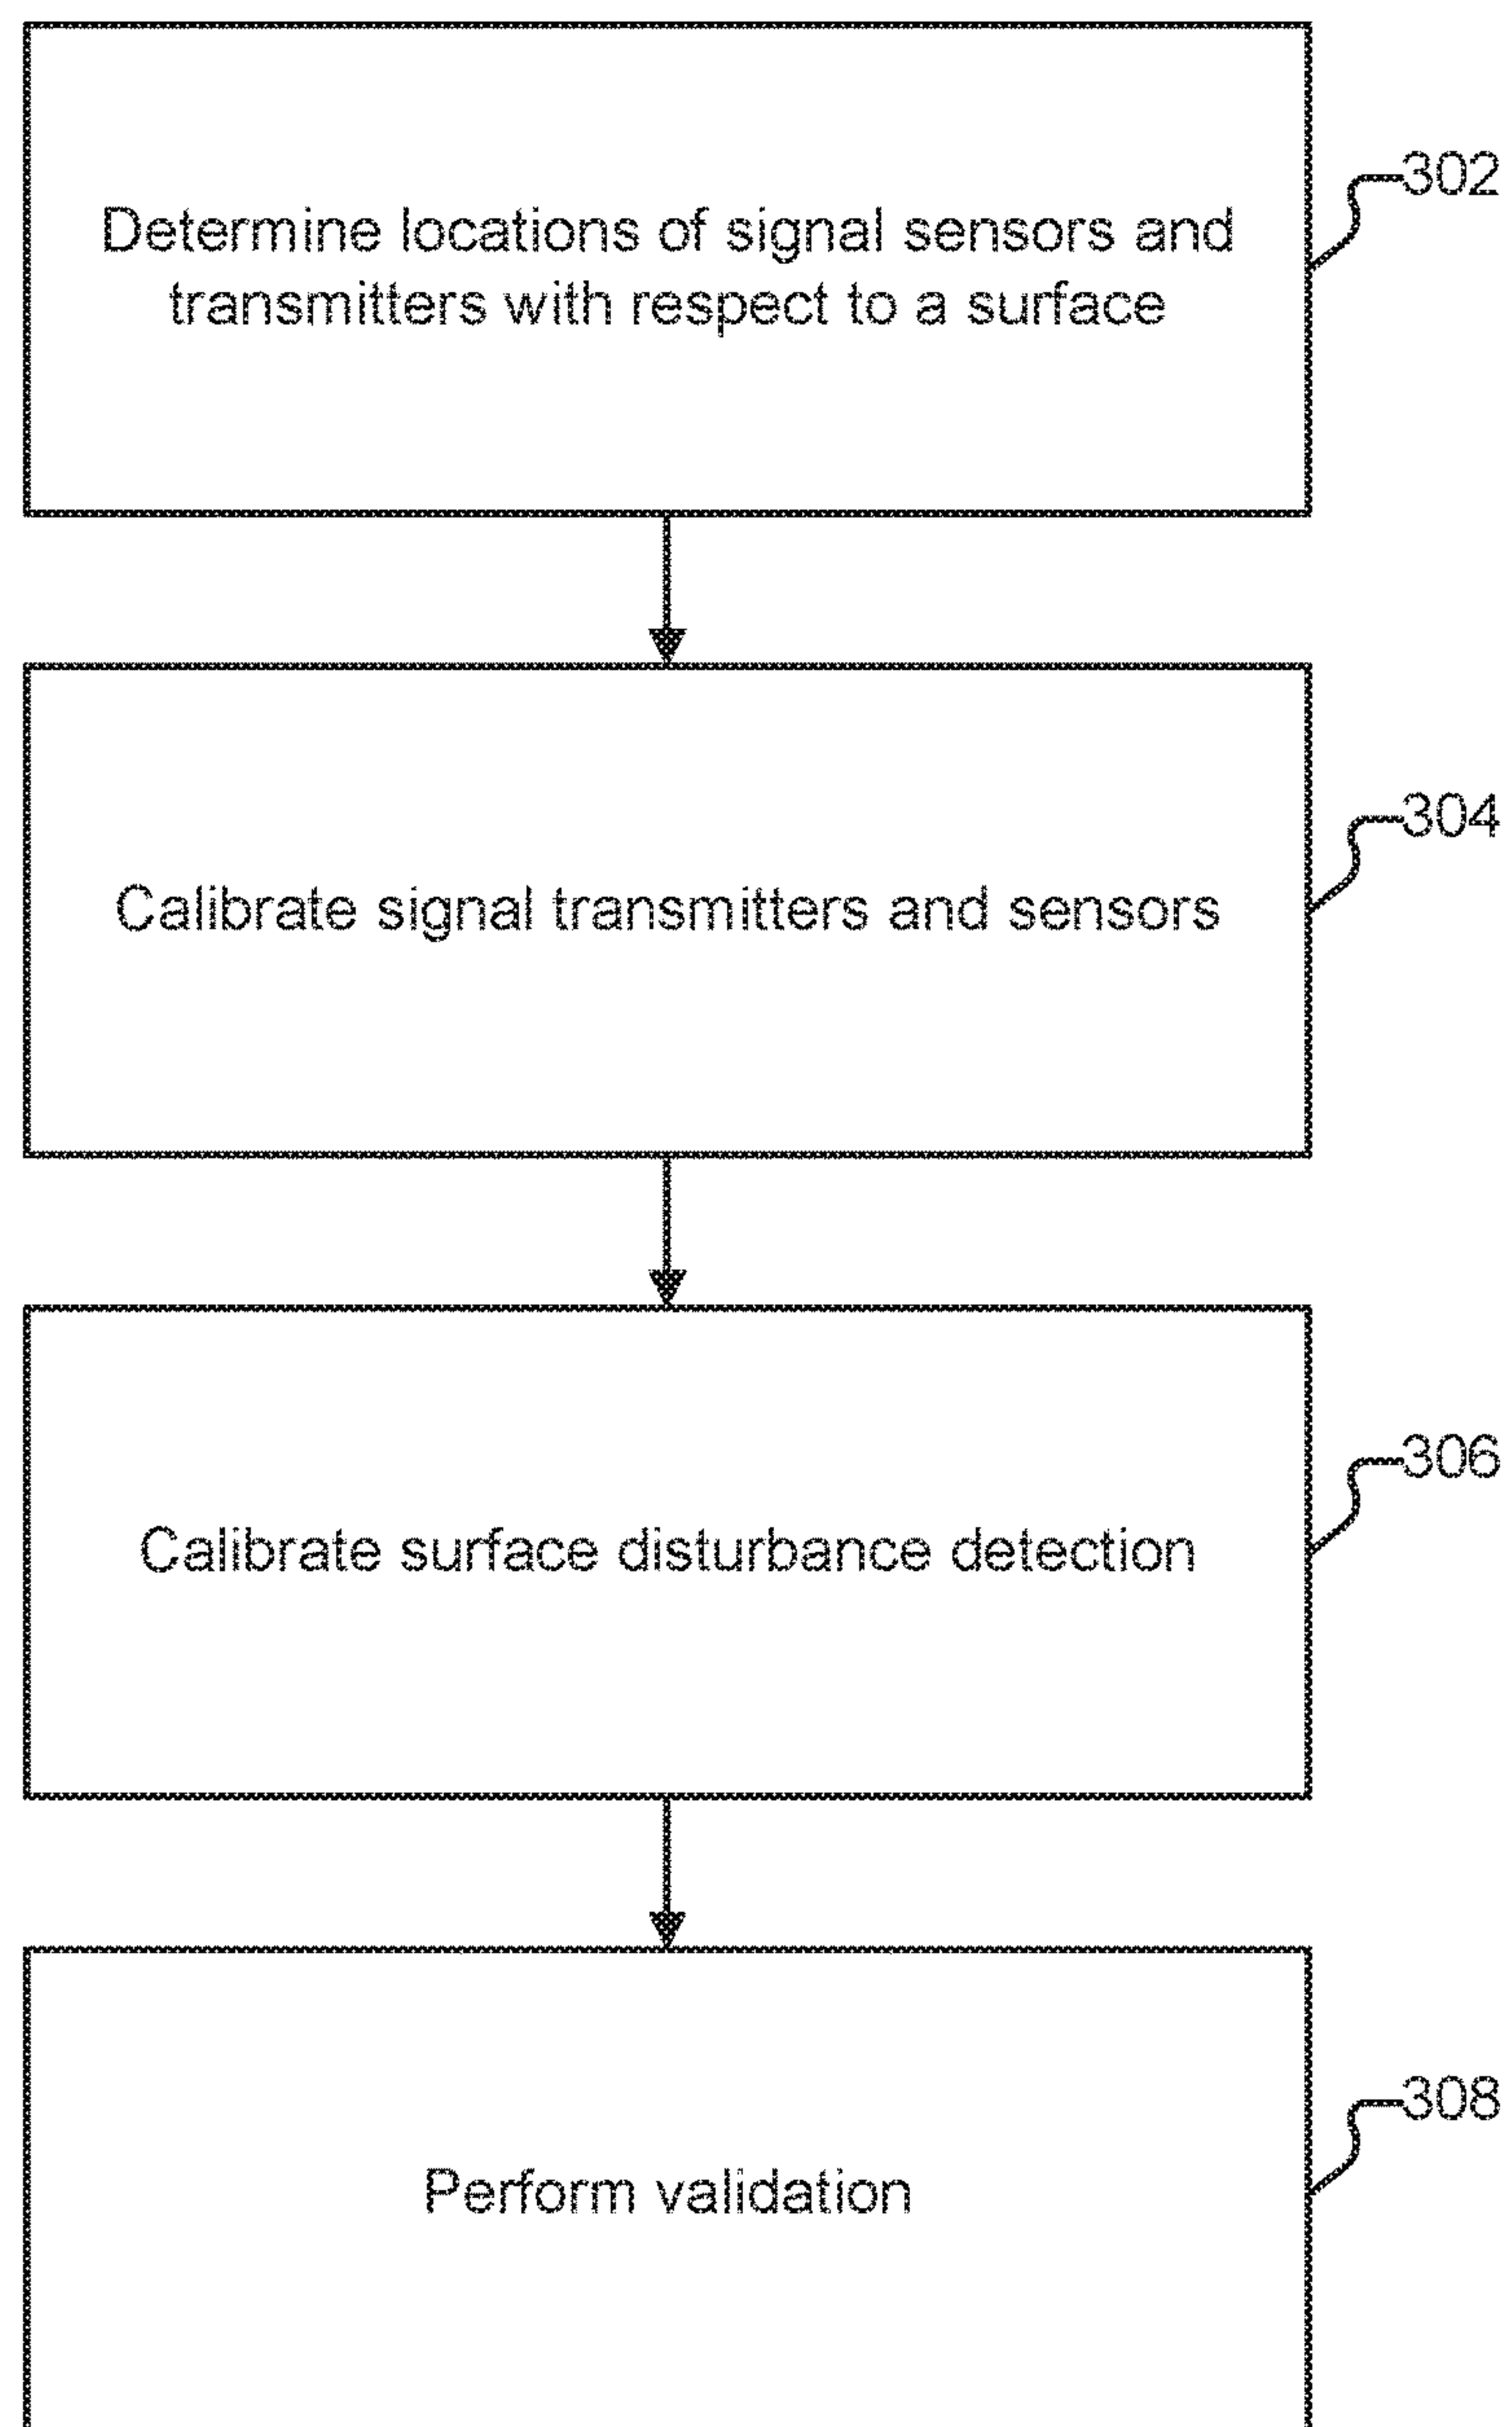 302
Determine locations of signal sensors and
transmitters with respect to a surface
304
Calibrate signal transmitters and sensors
306
Calibrate surface disturbance detection
308
Perform validation